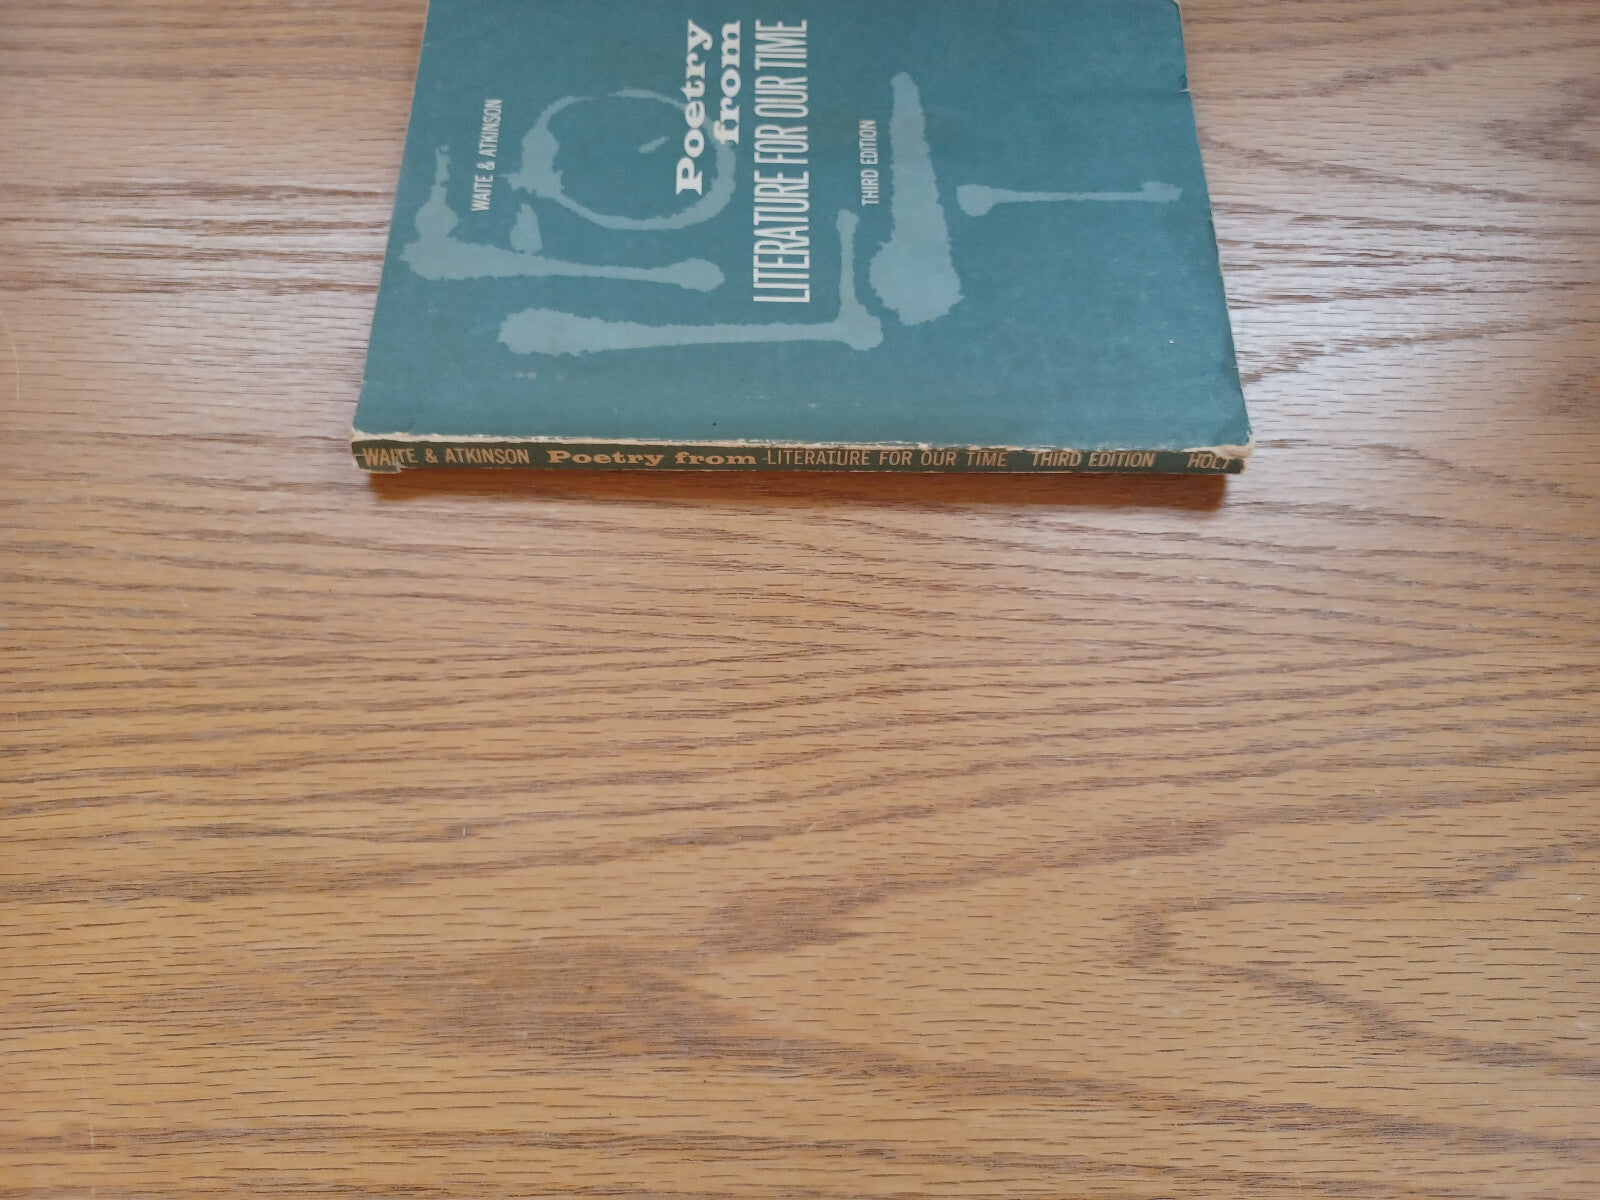 WAITE & ATKINSON
Poetry
from
LITERATURE FOR OUR TIME
THIRD EDITION
WAITE & ATKINSON Poetry from LITERATURE FOR OUR TIME THIRD EDITION HOLT